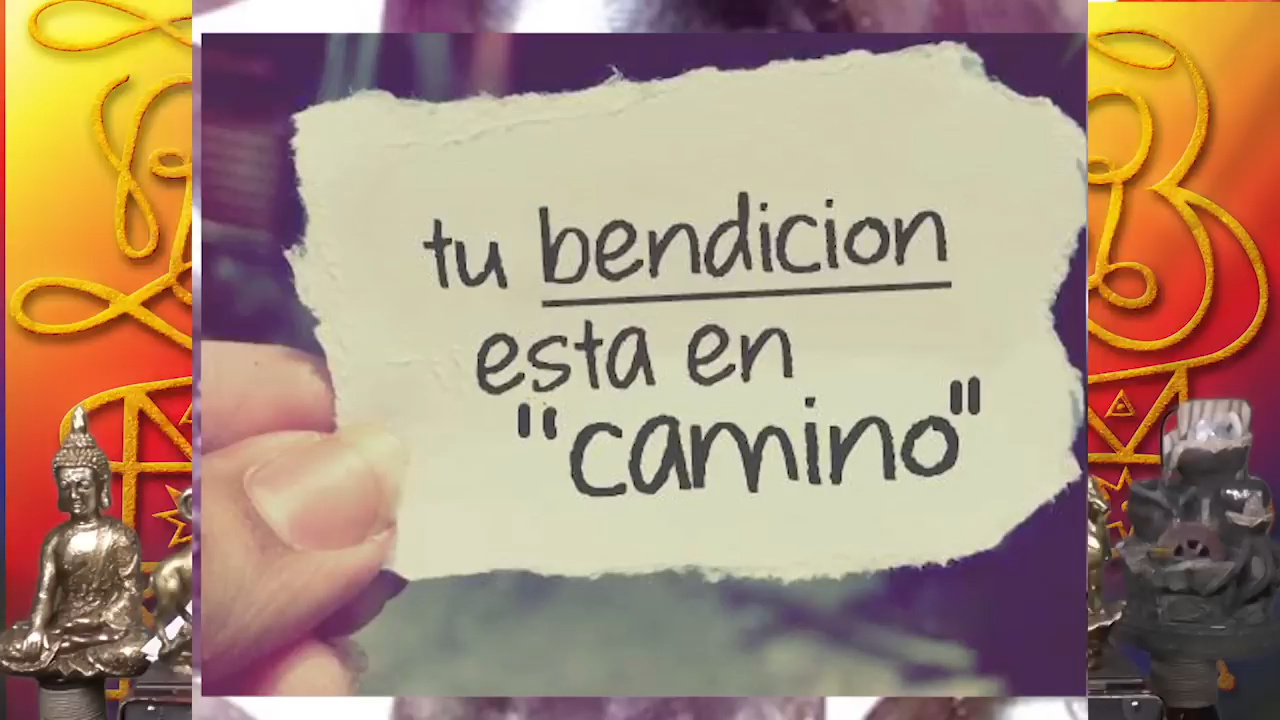 tu bendicion
esta en
"camino"